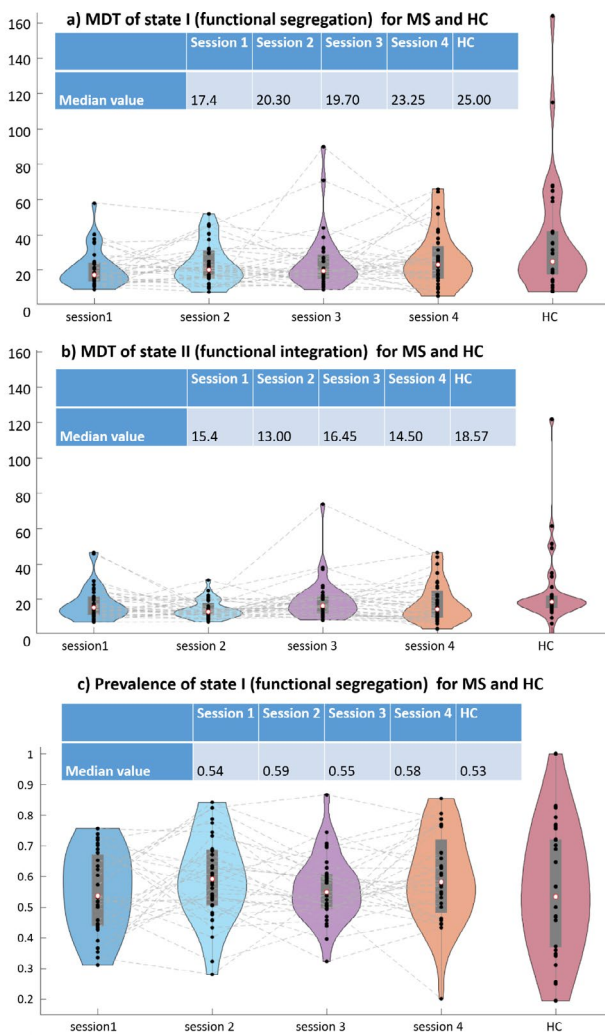 a) MDT of state I (functional segregation) for MS and HC
Session 1 Session 2 Session 3 Session 4 HC
Median value 17.4 20.30 19.70 23.25 25.00
160
140
120
100
80
60
40
20
0
session1 session 2 session 3 session 4 HC
b) MDT of state II (functional integration) for MS and HC
Session 1 Session 2 Session 3 Session 4 HC
Median value 15.4 13.00 16.45 14.50 18.57
160
140
120
100
80
60
40
20
0
session1 session 2 session 3 session 4 HC
c) Prevalence of state I (functional segregation) for MS and HC
Session 1 Session 2 Session 3 Session 4 HC
Median value 0.54 0.59 0.55 0.58 0.53
1
0.9
0.8
0.7
0.6
0.5
0.4
0.3
0.2
session1 session 2 session 3 session 4 HC